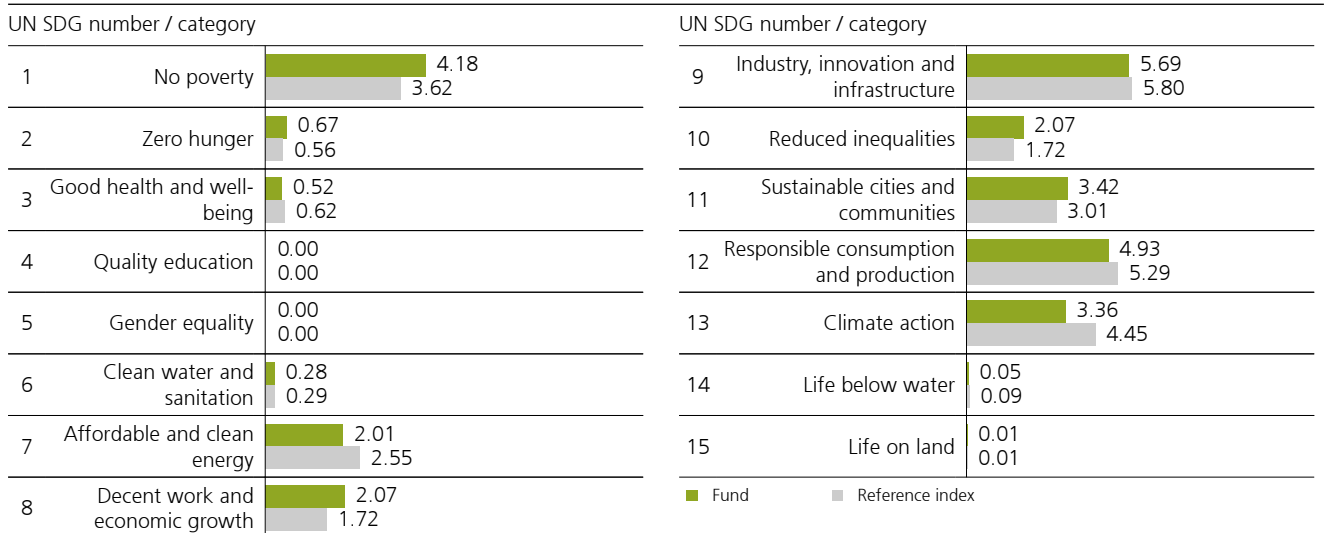 UN SDG number / category
1 No poverty 4.18
3.62
2 Zero hunger 0.67
0.56
3 Good health and well-
being 0.52
0.62
4 Quality education 0.00
0.00
5 Gender equality 0.00
0.00
6 Clean water and
sanitation 0.28
0.29
7 Affordable and clean
energy 2.01
2.55
8 Decent work and
economic growth 2.07
1.72
UN SDG number / category
9 Industry, innovation and
infrastructure 5.69
5.80
10 Reduced inequalities 2.07
1.72
11 Sustainable cities and
communities 3.42
3.01
12 Responsible consumption
and production 4.93
5.29
13 Climate action 3.36
4.45
14 Life below water 0.05
0.09
15 Life on land 0.01
0.01
Fund Reference index